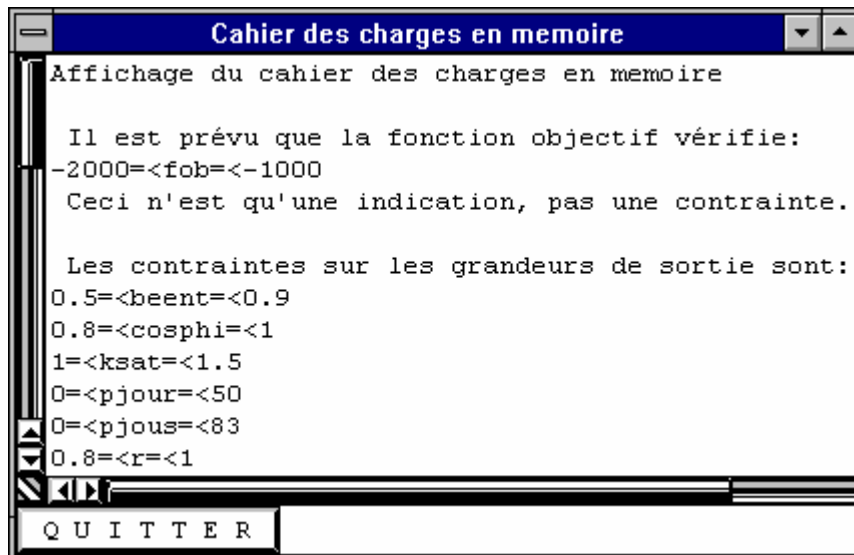 Cahier des charges en memoire
Affichage du cahier des charges en memoire
Il est prévu que la fonction objectif vérifie:
-2000=<fob=<-1000
Ceci n'est qu'une indication, pas une contrainte.
Les contraintes sur les grandeurs de sortie sont:
0.5=<beent=<0.9
0.8=<cosphi=<1
1=<ksat=<1.5
0=<pjour=<50
0=<pjous=<83
0.8=<r=<1
Q U I T T E R